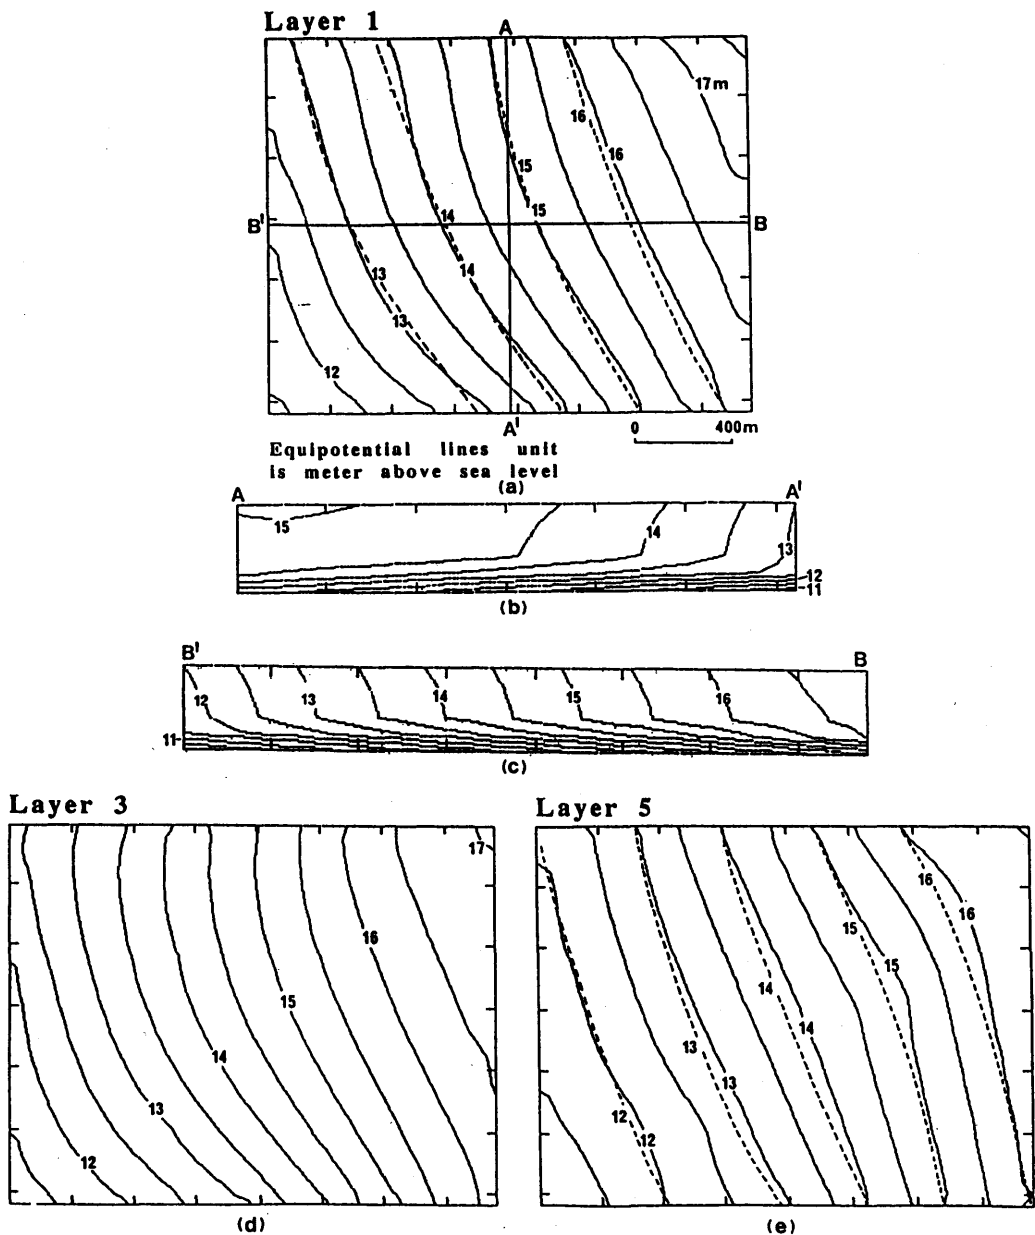 Layer 1
A
17m
16
16
15
15
B' B
14
14
13
13
12
A' 0 400m
Equipotential lines unit
is meter above sea level
(a)
A A'
15 14 13
12
11
(b)
B' B
12 13 14 15 16
11
(c)
Layer 3 Layer 5
17
16
15
14
13
12
(d)
16
16
15
15
14
14
13
13
12
12
(e)